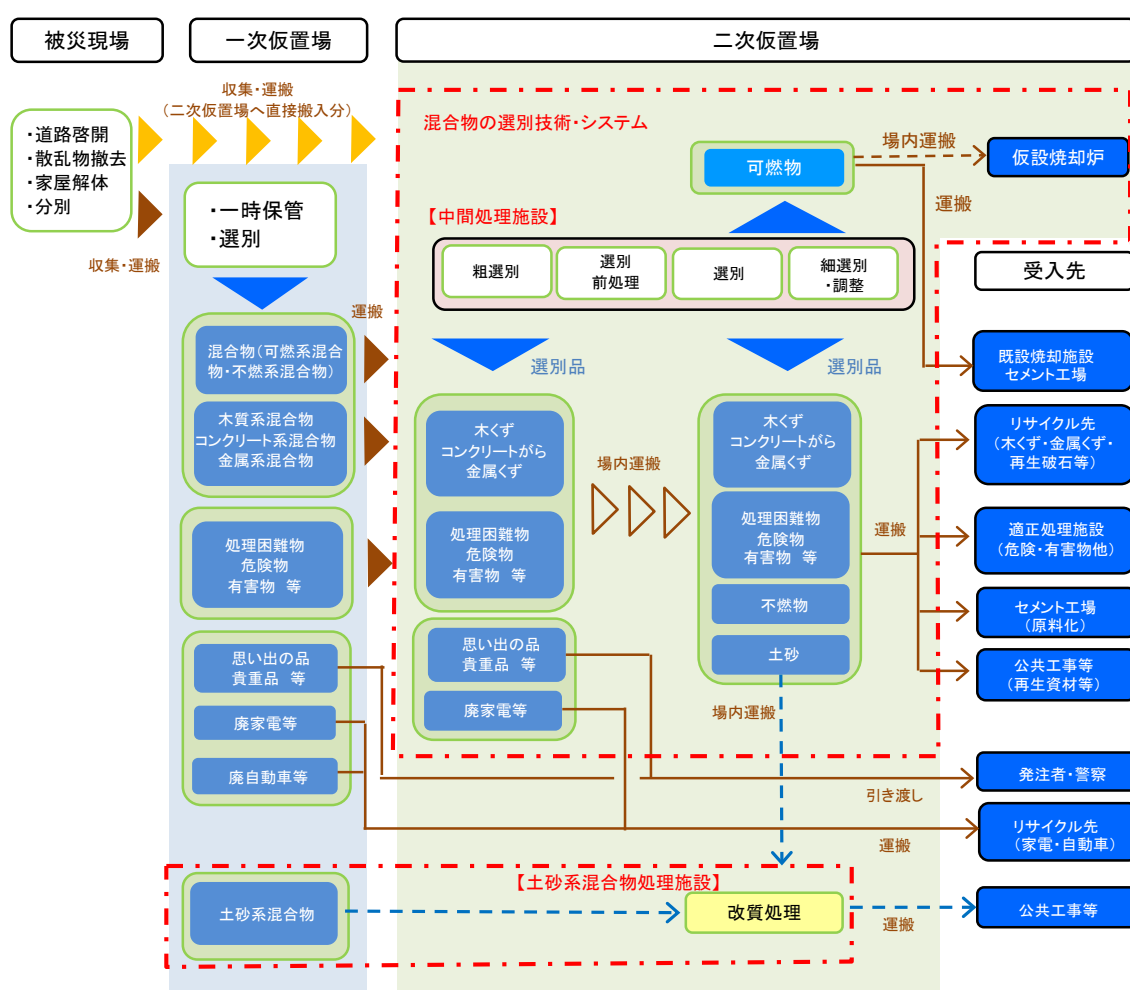 被災現場
一次仮置場
二次仮置場
収集・運搬
（二次仮置場へ直接搬入分）
・道路啓開
・散乱物撤去
・家屋解体
・分別
収集・運搬
・一時保管
・選別
運搬
混合物（可燃系混合
物・不燃系混合物）
木質系混合物
コンクリート系混合物
金属系混合物
処理困難物
危険物
有害物 等
思い出の品
貴重品 等
廃家電等
廃自動車等
混合物の選別技術・システム
可燃物
場内運搬
仮設焼却炉
運搬
【中間処理施設】
粗選別
選別
前処理
選別
細選別
・調整
選別品
選別品
木くず
コンクリートがら
金属くず
処理困難物
危険物
有害物 等
思い出の品
貴重品 等
廃家電等
場内運搬
木くず
コンクリートがら
金属くず
処理困難物
危険物
有害物 等
不燃物
土砂
運搬
場内運搬
受入先
既設焼却施設
セメント工場
リサイクル先
（木くず・金属くず・
再生砕石等）
適正処理施設
（危険・有害物他）
セメント工場
（原料化）
公共工事等
（再生資材等）
発注者・警察
引き渡し
リサイクル先
（家電・自動車）
運搬
【土砂系混合物処理施設】
土砂系混合物
改質処理
運搬
公共工事等